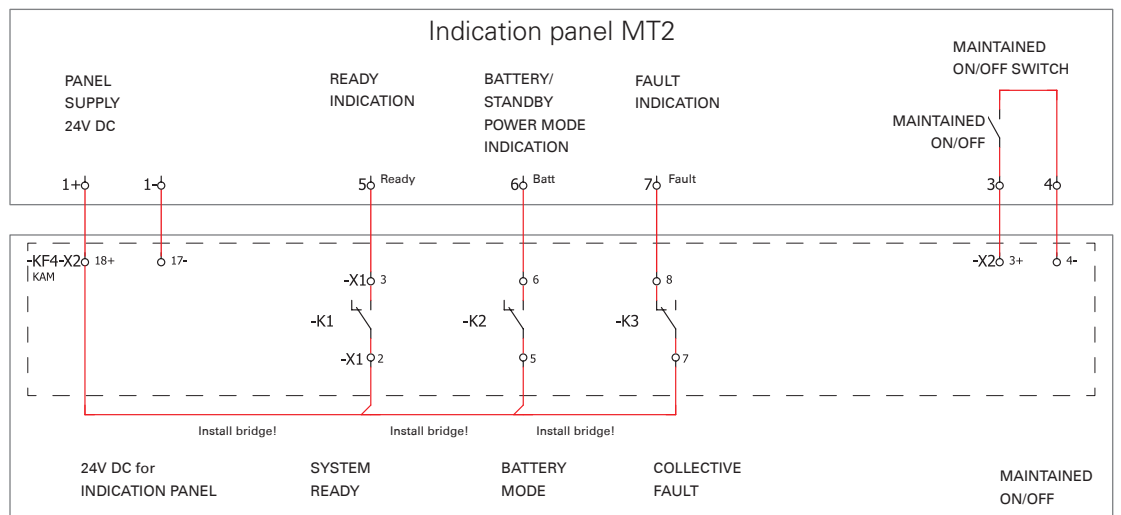 Indication panel MT2
PANEL
SUPPLY
24V DC
READY
INDICATION
BATTERY/
STANDBY
POWER MODE
INDICATION
FAULT
INDICATION
MAINTAINED
ON/OFF SWITCH
MAINTAINED
ON/OFF
1+
1-
5 Ready
6 Batt
7 Fault
3
4
-KF4-X2 18+
KAM
17-
-X2 3+
4-
-X1 3
6
8
-K1
-K2
-K3
-X1 2
5
7
Install bridge!
Install bridge!
Install bridge!
24V DC for
INDICATION PANEL
SYSTEM
READY
BATTERY
MODE
COLLECTIVE
FAULT
MAINTAINED
ON/OFF